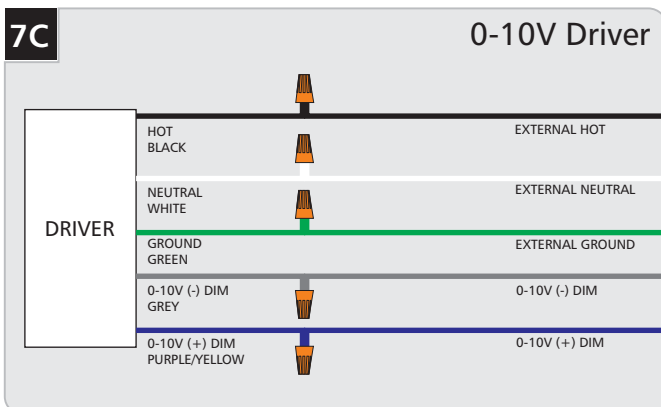 7C
0-10V Driver
DRIVER
HOT
BLACK
EXTERNAL HOT
NEUTRAL
WHITE
EXTERNAL NEUTRAL
GROUND
GREEN
EXTERNAL GROUND
0-10V (-) DIM
GREY
0-10V (-) DIM
0-10V (+) DIM
PURPLE/YELLOW
0-10V (+) DIM